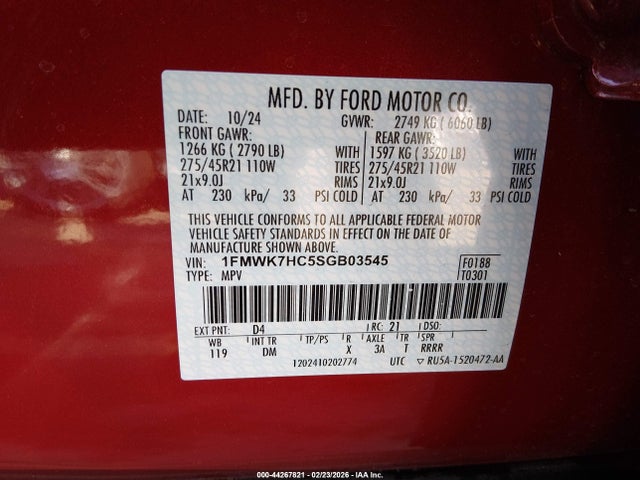 MFD. BY FORD MOTOR CO.
DATE: 10/24 GVWR: 2749 KG ( 6060 LB)
FRONT GAWR: REAR GAWR:
1266 KG ( 2790 LB) WITH 1597 KG ( 3520 LB) WITH
275/45R21 110W TIRES 275/45R21 110W TIRES
21x9.0J RIMS 21x9.0J RIMS
AT 230 kPa/ 33 PSI COLD AT 230 kPa/ 33 PSI COLD
THIS VEHICLE CONFORMS TO ALL APPLICABLE FEDERAL MOTOR
VEHICLE SAFETY STANDARDS IN EFFECT ON THE DATE OF
MANUFACTURE SHOWN ABOVE.
VIN: 1FMWK7HC5SGB03545 F0188
TYPE: MPV T0301
EXT PNT: D4 RC: 21 DSO:
WB INT TR TP/PS R AXLE TR SPR
119 DM X 3A T RRRR
1202410202774 UTC ▽ RU5A-1520472-AA
000-44267821 - 02/23/2026 - IAA Inc.